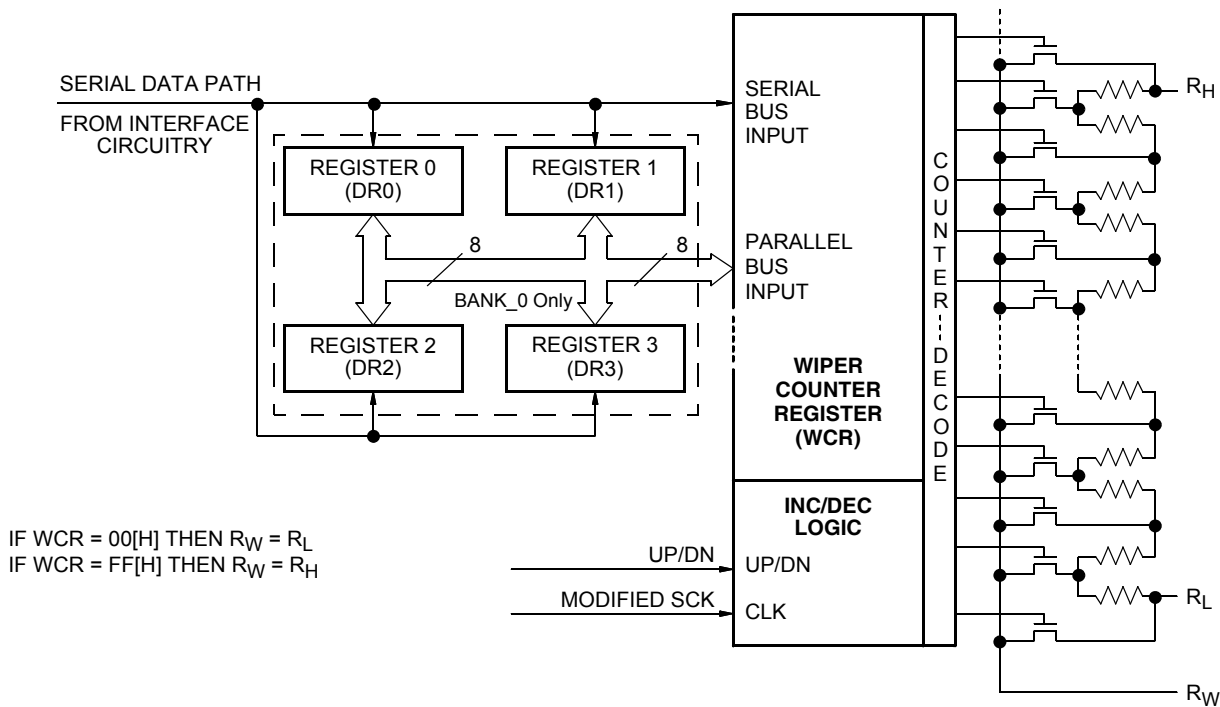 SERIAL DATA PATH
FROM INTERFACE
CIRCUITRY
REGISTER 0
(DR0)
REGISTER 1
(DR1)
8
8
BANK_0 Only
REGISTER 2
(DR2)
REGISTER 3
(DR3)
SERIAL
BUS
INPUT
PARALLEL
BUS
INPUT
WIPER
COUNTER
REGISTER
(WCR)
INC/DEC
LOGIC
UP/DN
UP/DN
MODIFIED SCK
CLK
COUNTER
DECODE
IF WCR = 00[H] THEN RW = RL
IF WCR = FF[H] THEN RW = RH
RH
RL
RW